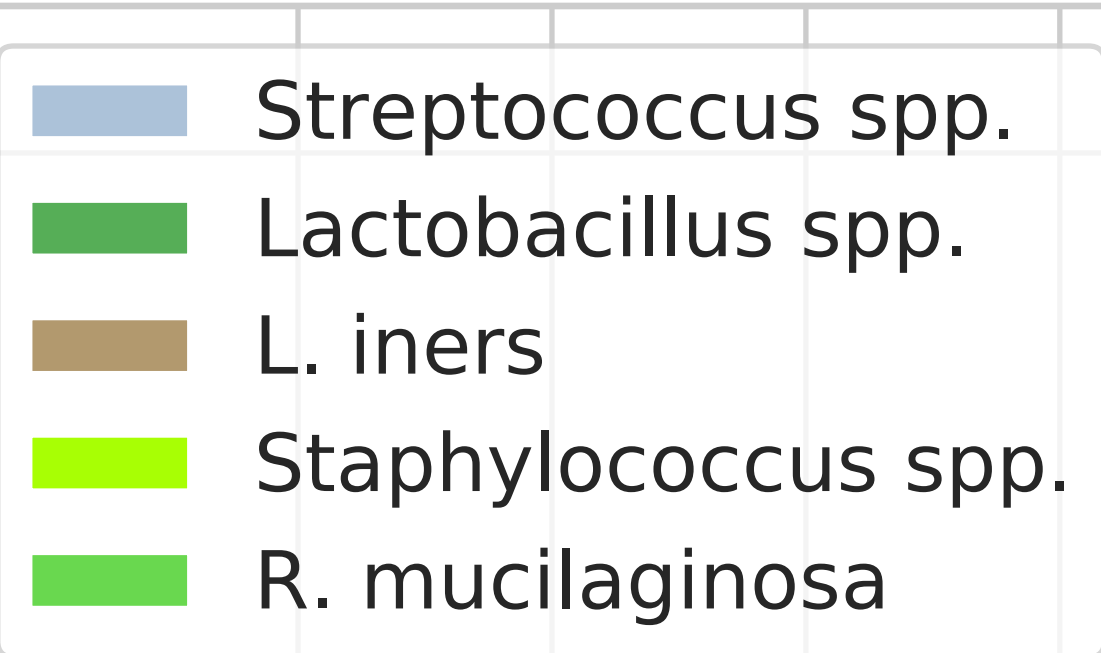 Streptococcus spp.
Lactobacillus spp.
L. iners
Staphylococcus spp.
R. mucilaginosa